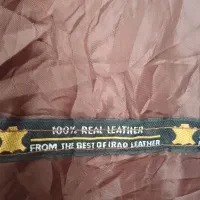 100% REAL LEATHER
FROM THE BEST OF IRAQ LEATHER